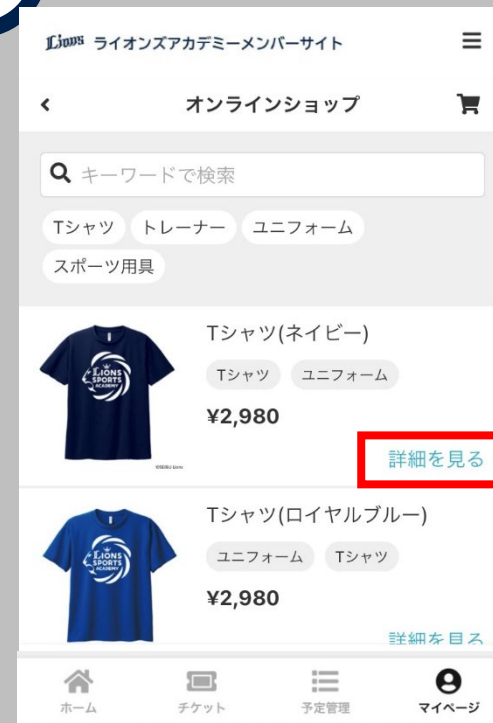 Lions ライオンズアカデミーメンバーサイト
オンラインショップ
キーワードで検索
Tシャツ トレーナー ユニフォーム
スポーツ用具
Tシャツ(ネイビー)
Tシャツ ユニフォーム
¥2,980
詳細を見る
LIONS
SPORTS
ACADEMY
©SEIBU Lions
Tシャツ(ロイヤルブルー)
ユニフォーム Tシャツ
¥2,980
詳細を見る
LIONS
SPORTS
ACADEMY
ホーム チケット 予定管理 マイページ